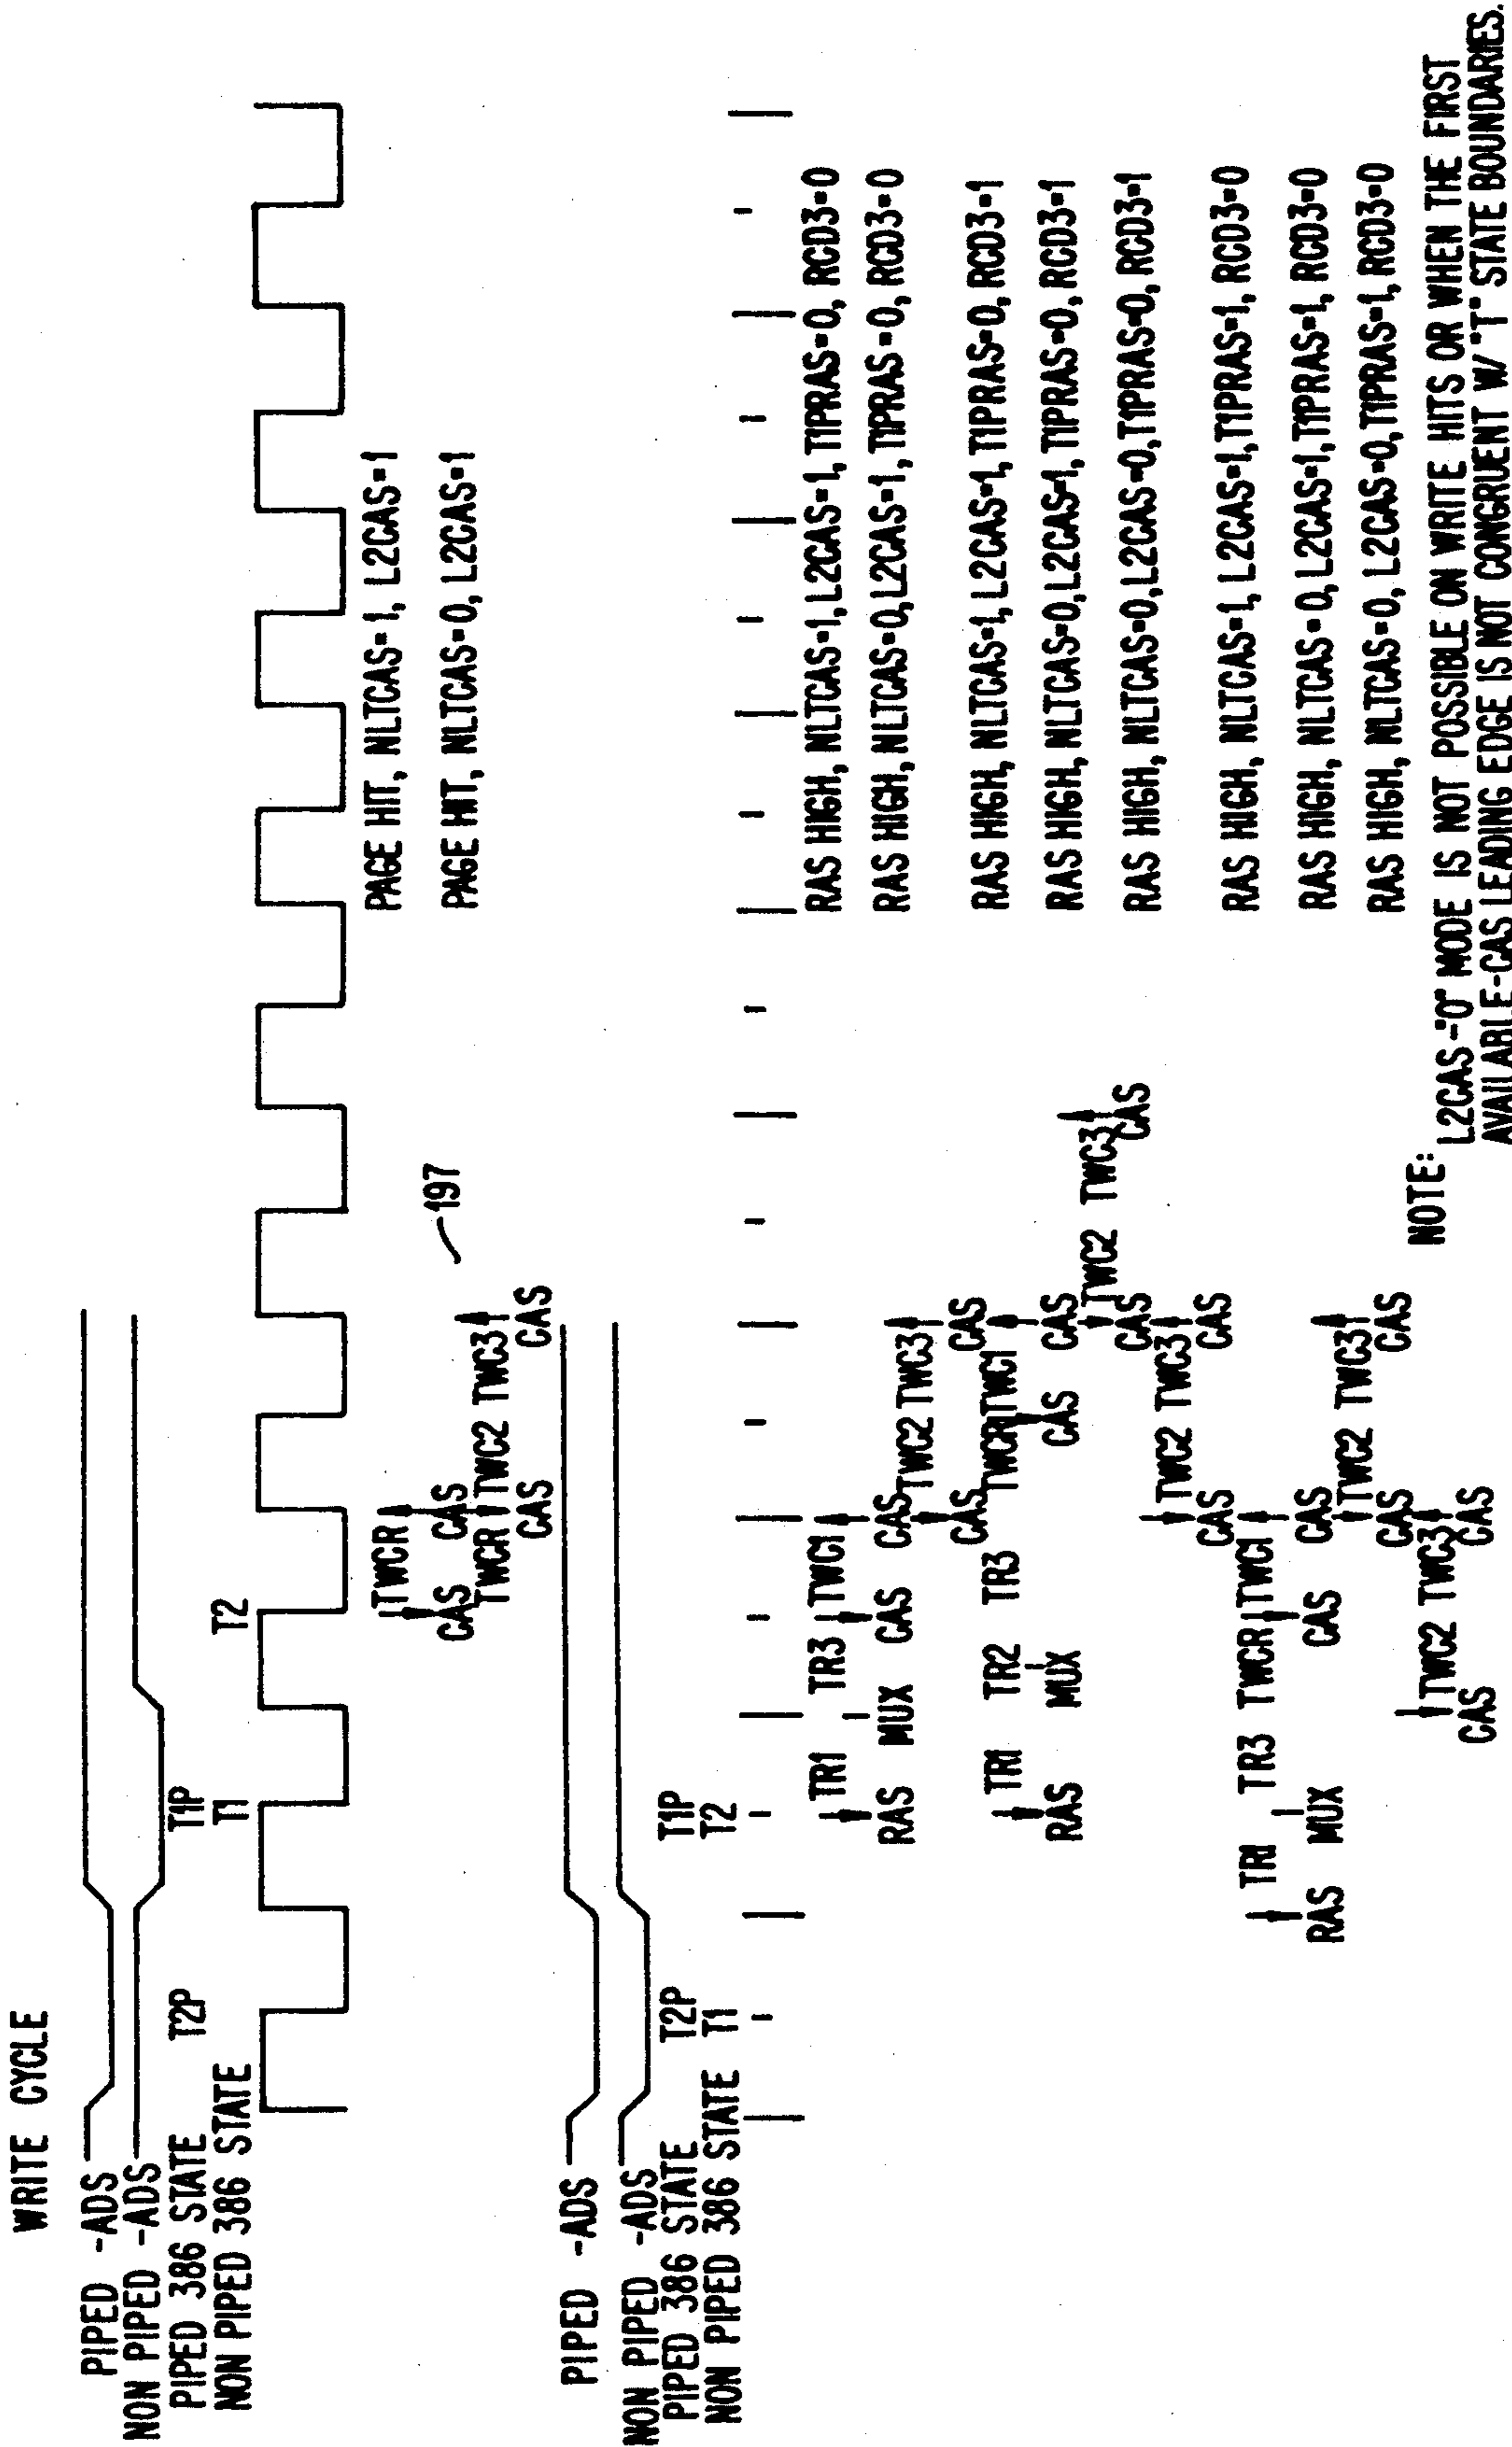 WRITE CYCLE
PIPED -ADS
NON PIPED -ADS
PIPED 386 STATE T2P T1P
NON PIPED 386 STATE T1 T2
PAGE HIT, NLTCAS=1, L2CAS=1
TWCR
CAS CAS
197
PAGE HIT, NLTCAS=0, L2CAS=1
TWCR TWC2 TWC3
CAS CAS
PIPED -ADS
NON PIPED -ADS
PIPED 386 STATE T2P T1P
NON PIPED 386 STATE T1 T2
TR1 TR3 TWC1 RAS HIGH, NLTCAS=1, L2CAS=1, T1PRAS=0, RCD3=0
RAS MUX CAS CAS
TWC2 TWC3 RAS HIGH, NLTCAS=0, L2CAS=1, T1PRAS=0, RCD3=0
CAS CAS
TR1 TR2 TR3 TWCR TWC1 RAS HIGH, NLTCAS=1, L2CAS=1, T1PRAS=0, RCD3=1
RAS MUX CAS CAS
TWC2 TWC3 RAS HIGH, NLTCAS=0, L2CAS=1, T1PRAS=0, RCD3=1
CAS CAS
TWC2 TWC3 RAS HIGH, NLTCAS=0, L2CAS=0, T1PRAS=0, RCD3=1
CAS CAS
TR1 TR3 TWCR TWC1 RAS HIGH, NLTCAS=1, L2CAS=1, T1PRAS=1, RCD3=0
RAS MUX CAS CAS
TWC2 TWC3 RAS HIGH, NLTCAS=0, L2CAS=1, T1PRAS=1, RCD3=0
CAS CAS
TWC2 TWC3 RAS HIGH, NLTCAS=0, L2CAS=0, T1PRAS=1, RCD3=0
CAS CAS
NOTE:
L2CAS-"0" MODE IS NOT POSSIBLE ON WRITE HITS OR WHEN THE FIRST
AVAILABLE-CAS LEADING EDGE IS NOT CONGRUENT W/ "T" STATE BOUNDARIES.